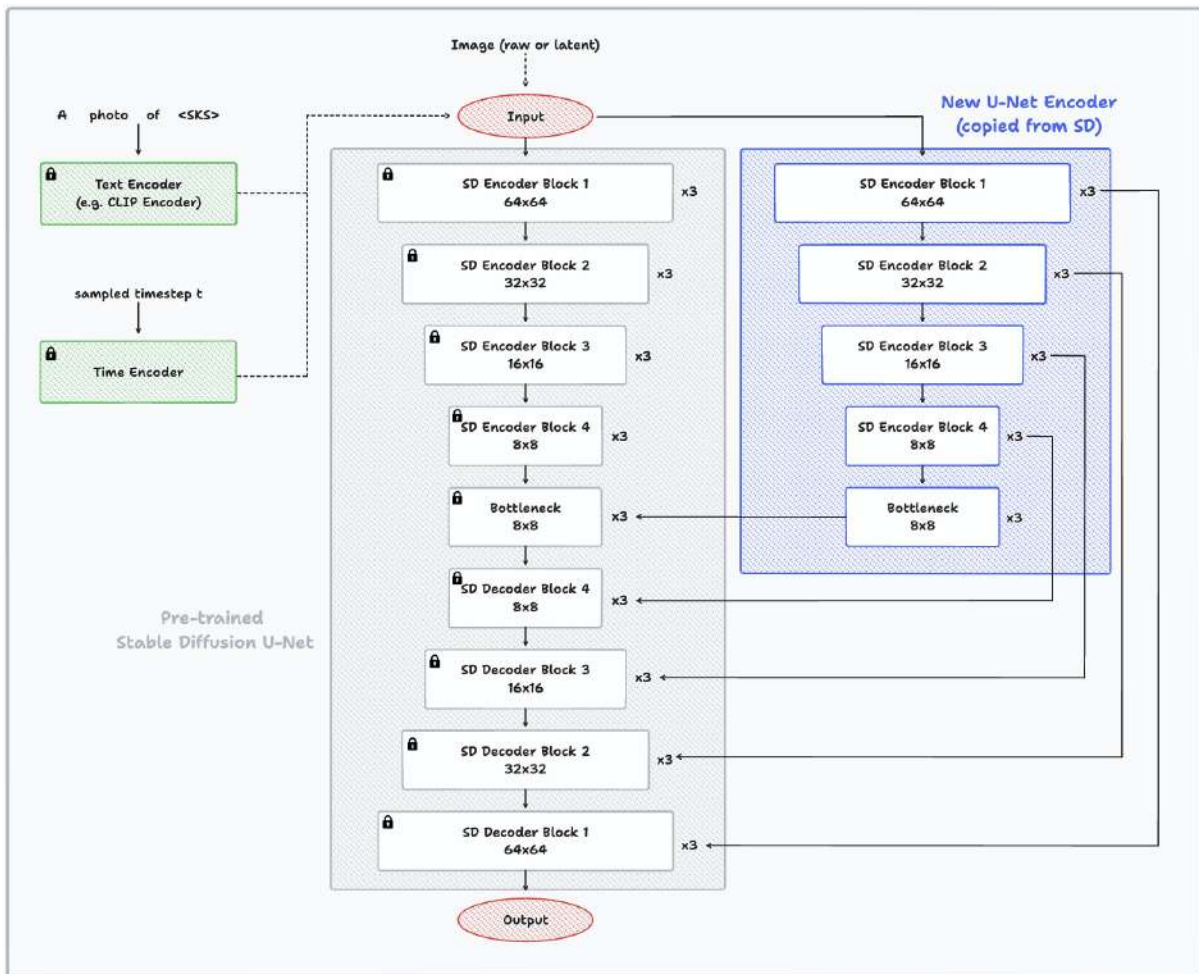 Image (raw or latent)
Input
A photo of <SKS>
Text Encoder
(e.g. CLIP Encoder)
sampled timestep t
Time Encoder
Pre-trained
Stable Diffusion U-Net
SD Encoder Block 1
64x64
x3
SD Encoder Block 2
32x32
x3
SD Encoder Block 3
16x16
x3
SD Encoder Block 4
8x8
x3
Bottleneck
8x8
x3
SD Decoder Block 4
8x8
x3
SD Decoder Block 3
16x16
x3
SD Decoder Block 2
32x32
x3
SD Decoder Block 1
64x64
x3
Output
New U-Net Encoder
(copied from SD)
SD Encoder Block 1
64x64
x3
SD Encoder Block 2
32x32
x3
SD Encoder Block 3
16x16
x3
SD Encoder Block 4
8x8
x3
Bottleneck
8x8
x3